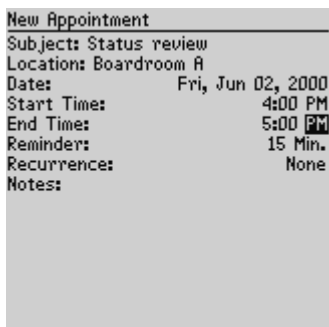 New Appointment
Subject: Status review
Location: Boardroom A
Date: Fri, Jun 02, 2000
Start Time: 4:00 PM
End Time: 5:00 PM
Reminder: 15 Min.
Recurrence: None
Notes: